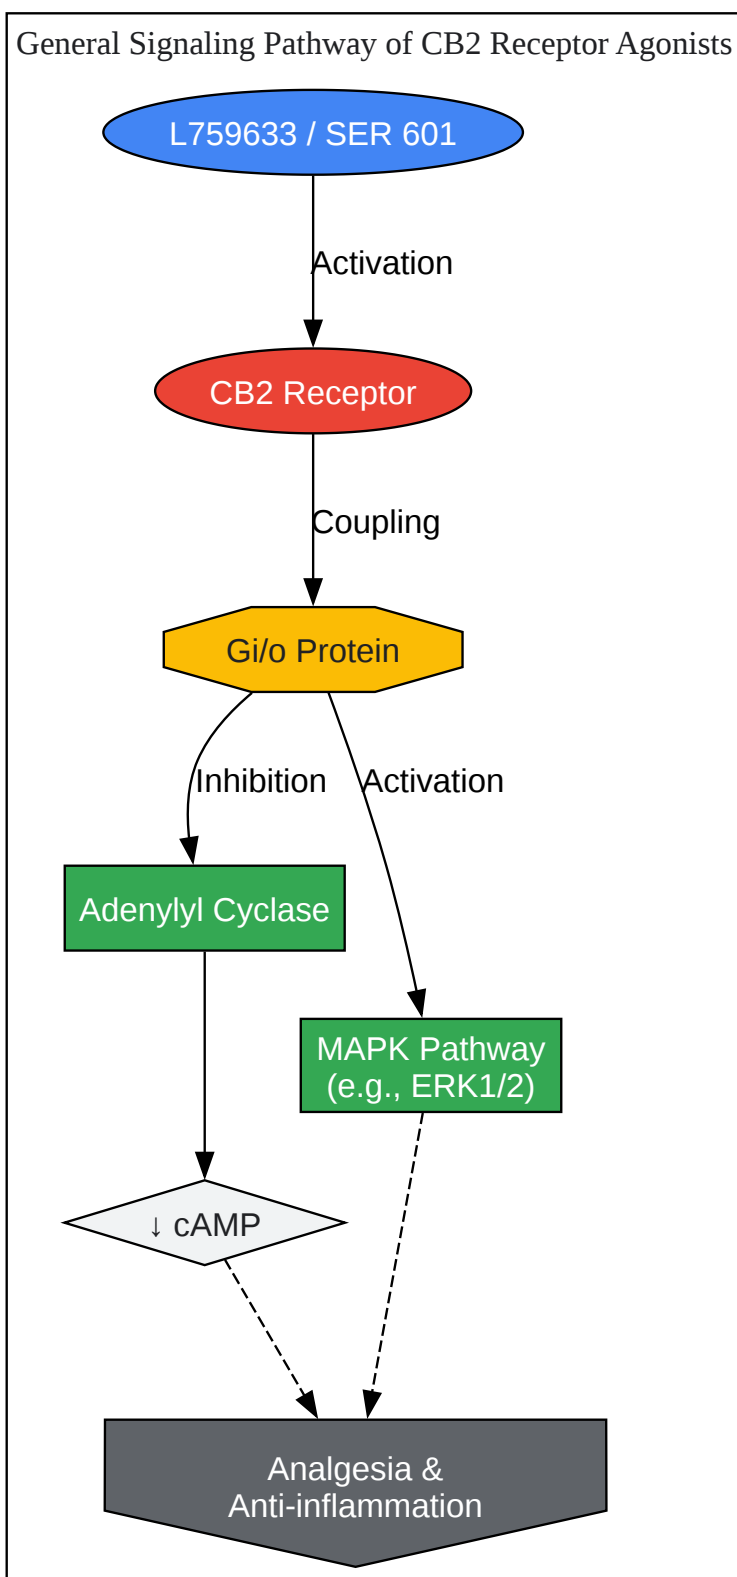 General Signaling Pathway of CB2 Receptor Agonists
L759633 / SER 601
Activation
CB2 Receptor
Coupling
Gi/o Protein
Inhibition
Activation
Adenylyl Cyclase
MAPK Pathway
(e.g., ERK1/2)
↓ cAMP
Analgesia &
Anti-inflammation